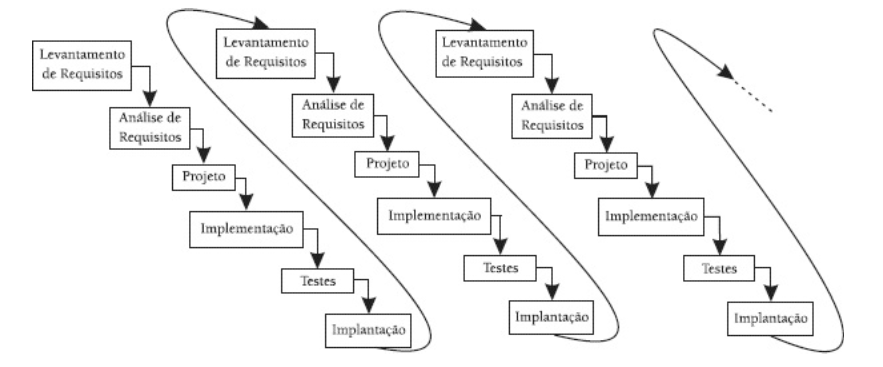 Levantamento
de Requisitos
Análise de
Requisitos
Projeto
Implementação
Testes
Implantação
Levantamento
de Requisitos
Análise de
Requisitos
Projeto
Implementação
Testes
Implantação
Levantamento
de Requisitos
Análise de
Requisitos
Projeto
Implementação
Testes
Implantação